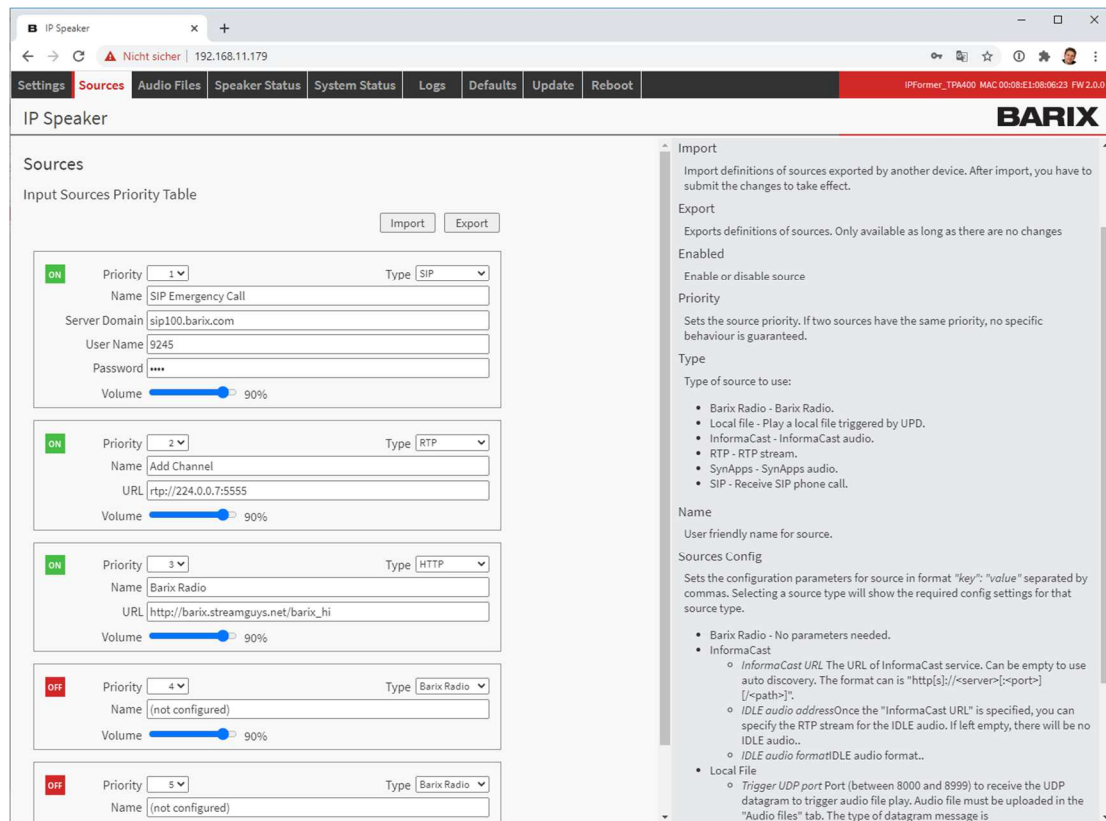 B IP Speaker × +
Nicht sicher | 192.168.11.179
Settings Sources Audio Files Speaker Status System Status Logs Defaults Update Reboot IPFormer_TPA400 MAC 00:08:E1:08:06:23 FW 2.0.0
IP Speaker BARIX
Sources
Input Sources Priority Table
Import Export
ON Priority 1 Type SIP
Name SIP Emergency Call
Server Domain sip100.barix.com
User Name 9245
Password ••••
Volume 90%
ON Priority 2 Type RTP
Name Add Channel
URL rtp://224.0.0.7:5555
Volume 90%
ON Priority 3 Type HTTP
Name Barix Radio
URL http://barix.streamguys.net/barix_hi
Volume 90%
OFF Priority 4 Type Barix Radio
Name (not configured)
Volume 90%
OFF Priority 5 Type Barix Radio
Name (not configured)
Import
Import definitions of sources exported by another device. After import, you have to
submit the changes to take effect.
Export
Exports definitions of sources. Only available as long as there are no changes
Enabled
Enable or disable source
Priority
Sets the source priority. If two sources have the same priority, no specific
behaviour is guaranteed.
Type
Type of source to use:
• Barix Radio - Barix Radio.
• Local file - Play a local file triggered by UPD.
• InformaCast - InformaCast audio.
• RTP - RTP stream.
• SynApps - SynApps audio.
• SIP - Receive SIP phone call.
Name
User friendly name for source.
Sources Config
Sets the configuration parameters for source in format "key": "value" separated by
commas. Selecting a source type will show the required config settings for that
source type.
• Barix Radio - No parameters needed.
• InformaCast
○ InformaCast URL The URL of InformaCast service. Can be empty to use
auto discovery. The format can is "http[s]://<server>[:<port>]
[/<path>]".
○ IDLE audio addressOnce the "InformaCast URL" is specified, you can
specify the RTP stream for the IDLE audio. If left empty, there will be no
IDLE audio..
○ IDLE audio formatIDLE audio format..
• Local File
○ Trigger UDP port Port (between 8000 and 8999) to receive the UDP
datagram to trigger audio file play. Audio file must be uploaded in the
"Audio files" tab. The type of datagram message is